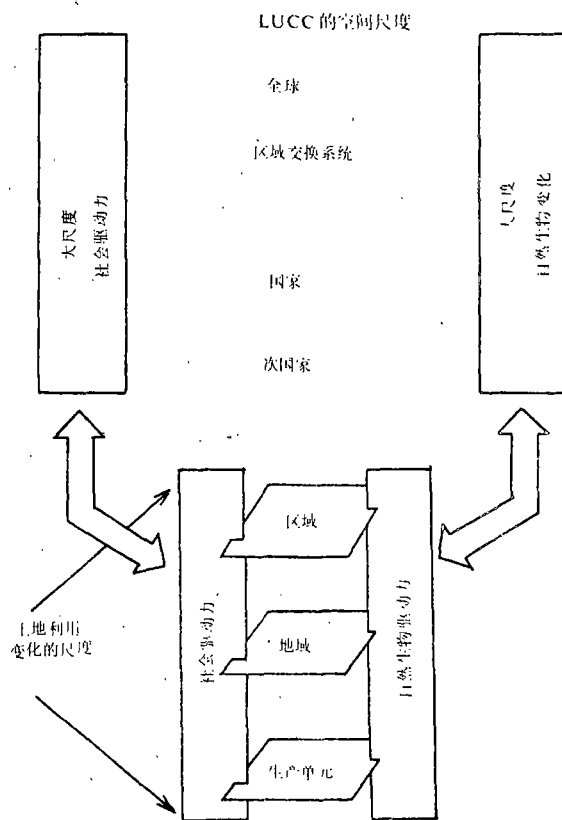 LUCC的空间尺度
全球
区域交换系统
国家
次国家
大尺度
社会驱动力
大尺度
自然生物变化
区域
地域
生产单元
社会驱动力
自然生物驱动力
土地利用
变化的尺度